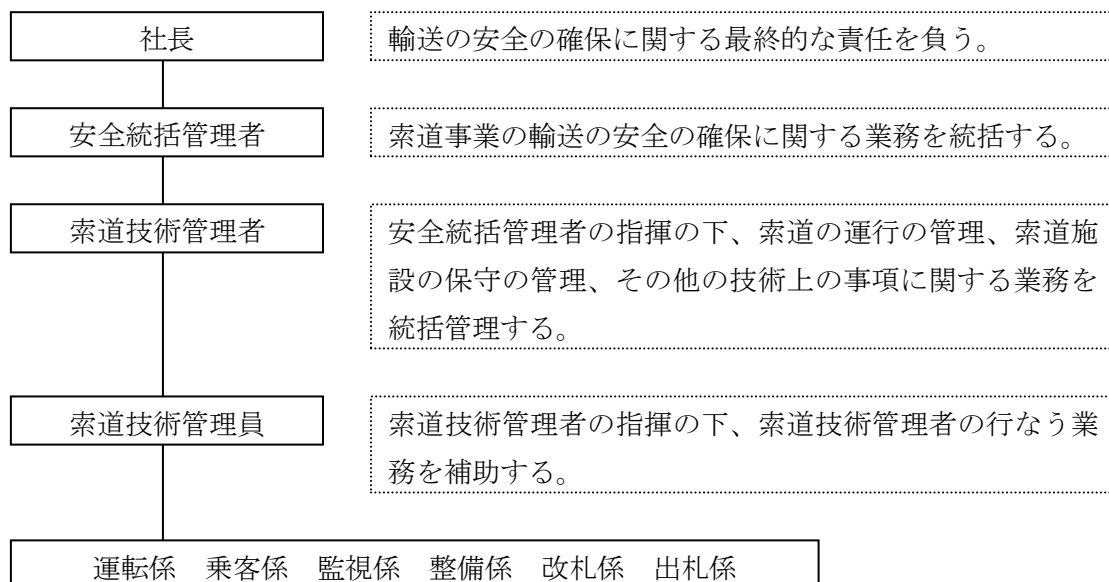 社長
輸送の安全の確保に関する最終的な責任を負う。
安全統括管理者
索道事業の輸送の安全の確保に関する業務を統括する。
索道技術管理者
安全統括管理者の指揮の下、索道の運行の管理、索道施
設の保守の管理、その他の技術上の事項に関する業務を
統括管理する。
索道技術管理員
索道技術管理者の指揮の下、索道技術管理者の行なう業
務を補助する。
運転係 乗客係 監視係 整備係 改札係 出札係